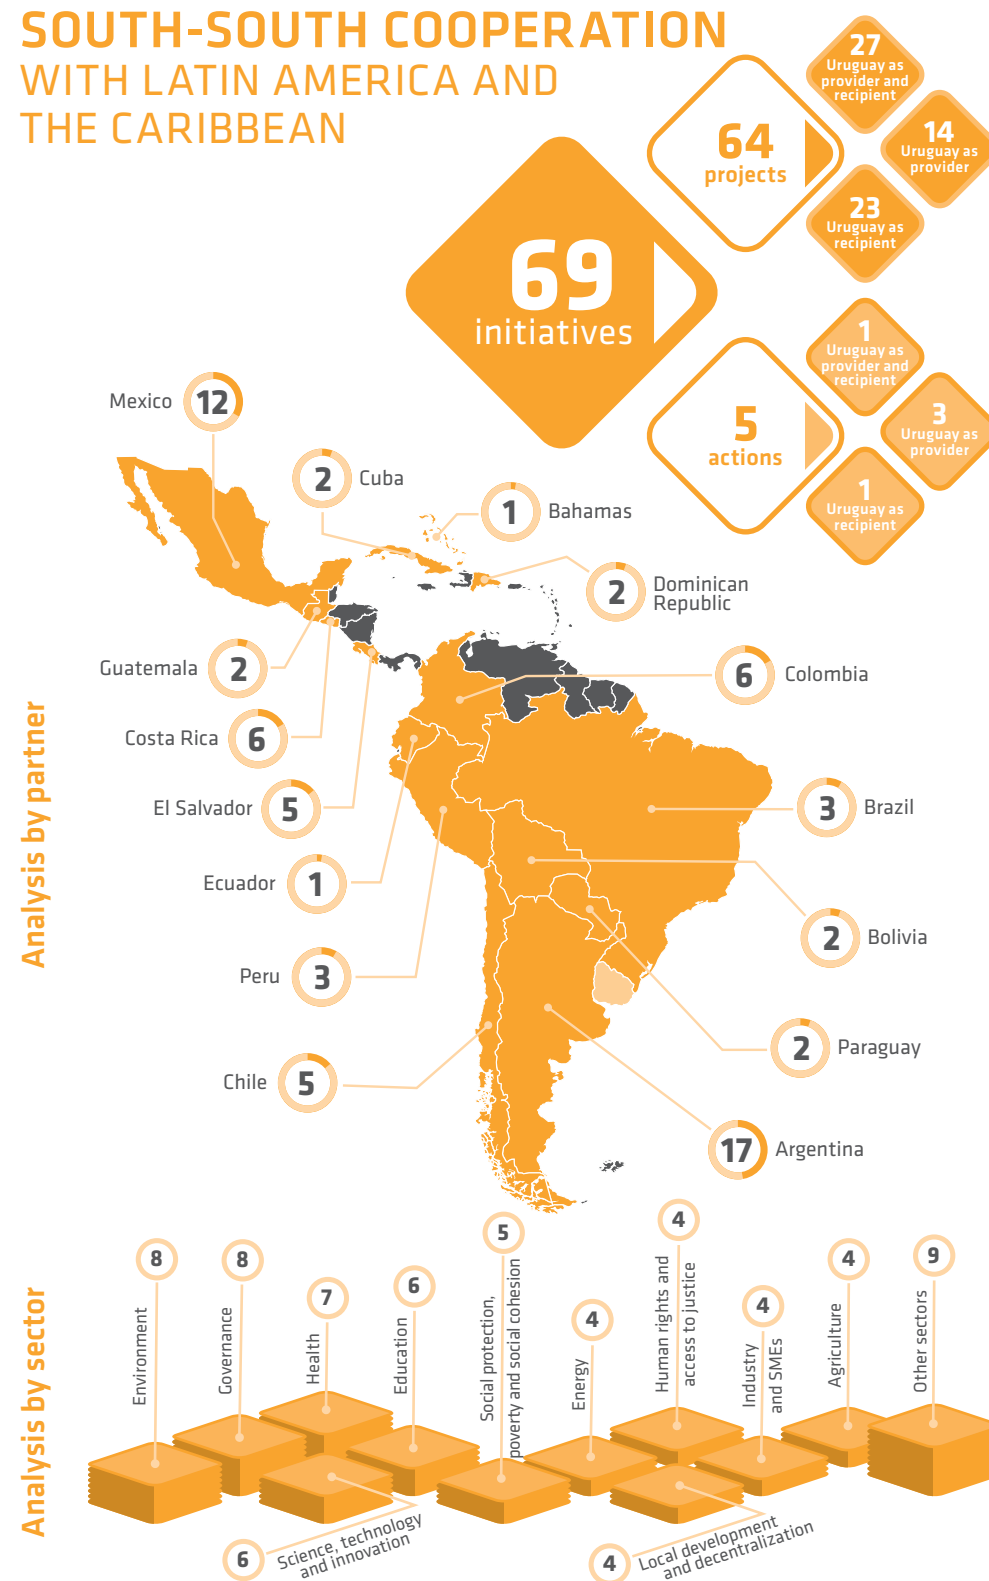 SOUTH-SOUTH COOPERATION
WITH LATIN AMERICA AND
THE CARIBBEAN
69
initiatives
64
projects
27
Uruguay as
provider and
recipient
14
Uruguay as
provider
23
Uruguay as
recipient
5
actions
1
Uruguay as
provider and
recipient
3
Uruguay as
provider
1
Uruguay as
recipient
Analysis by partner
Mexico 12
2 Cuba
1 Bahamas
2 Dominican
Republic
Guatemala 2
6 Colombia
Costa Rica 6
El Salvador 5
3 Brazil
Ecuador 1
2 Bolivia
Peru 3
2 Paraguay
Chile 5
17 Argentina
Analysis by sector
8
Environment
8
Governance
7
Health
6
Education
5
Social protection,
poverty and social cohesion
4
Energy
4
Human rights and
access to justice
4
Industry
and SMEs
4
Agriculture
9
Other sectors
6
Science, technology
and innovation
4
Local development
and decentralization